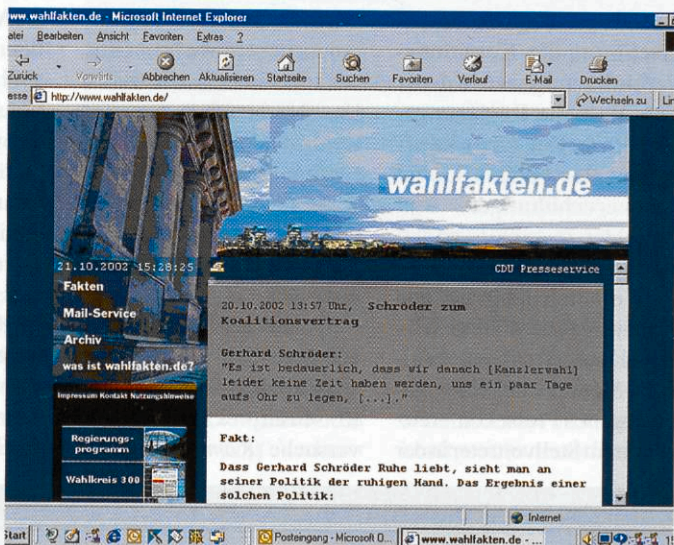 www.wahlfakten.de - Microsoft Internet Explorer
atei Bearbeiten Ansicht Favoriten Extras ?
Zurück Vorwärts Abbrechen Aktualisieren Startseite Suchen Favoriten Verlauf E-Mail Drucken
esse http://www.wahlfakten.de/ Wechseln zu Lin
wahlfakten.de
21.10.2002 15:28:25
CDU Presseservice
Fakten
Mail-Service
Archiv
was ist wahlfakten.de?
Impressum Kontakt Nutzungshinweise
Regierungs-
programm
Wahlkreis 300
20.10.2002 13:57 Uhr, Schröder zum
Koalitionsvertrag
Gerhard Schröder:
"Es ist bedauerlich, dass wir danach [Kanzlerwahl]
leider keine Zeit haben werden, uns ein paar Tage
aufs Ohr zu legen, [...]."
Fakt:
Dass Gerhard Schröder Ruhe liebt, sieht man an
seiner Politik der ruhigen Hand. Das Ergebnis einer
solchen Politik:
Internet
Start Posteingang - Microsoft O... www.wahlfakten.de - ...